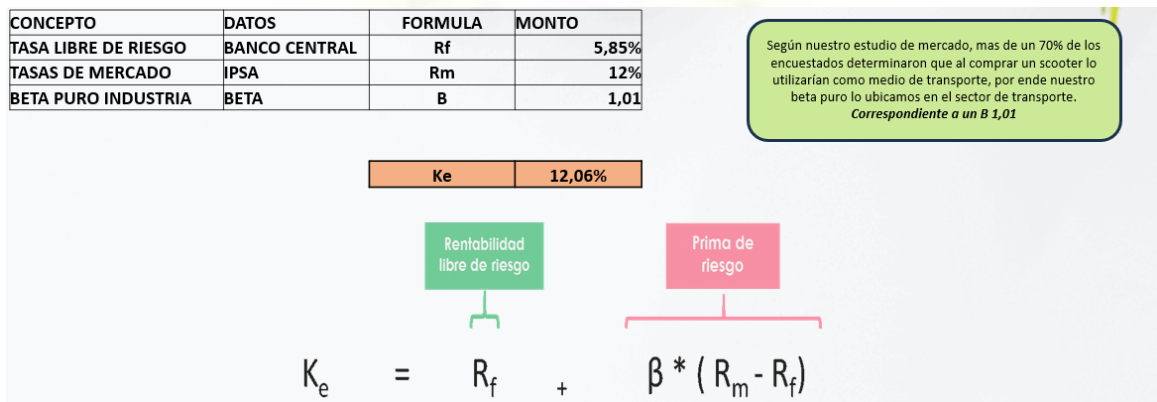 CONCEPTO DATOS FORMULA MONTO
TASA LIBRE DE RIESGO BANCO CENTRAL Rf 5,85%
TASAS DE MERCADO IPSA Rm 12%
BETA PURO INDUSTRIA BETA B 1,01
Según nuestro estudio de mercado, mas de un 70% de los
encuestados determinaron que al comprar un scooter lo
utilizarían como medio de transporte, por ende nuestro
beta puro lo ubicamos en el sector de transporte.
Correspondiente a un B 1,01
Ke 12,06%
Rentabilidad
libre de riesgo
Prima de
riesgo
Ke = Rf + β * ( Rm - Rf)